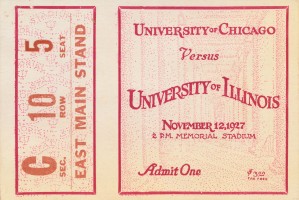 C 10 5
SEC. ROW SEAT
EAST MAIN STAND
UNIVERSITY OF CHICAGO
Versus
UNIVERSITY OF ILLINOIS
NOVEMBER 12, 1927
2 P.M. MEMORIAL STADIUM
Admit One